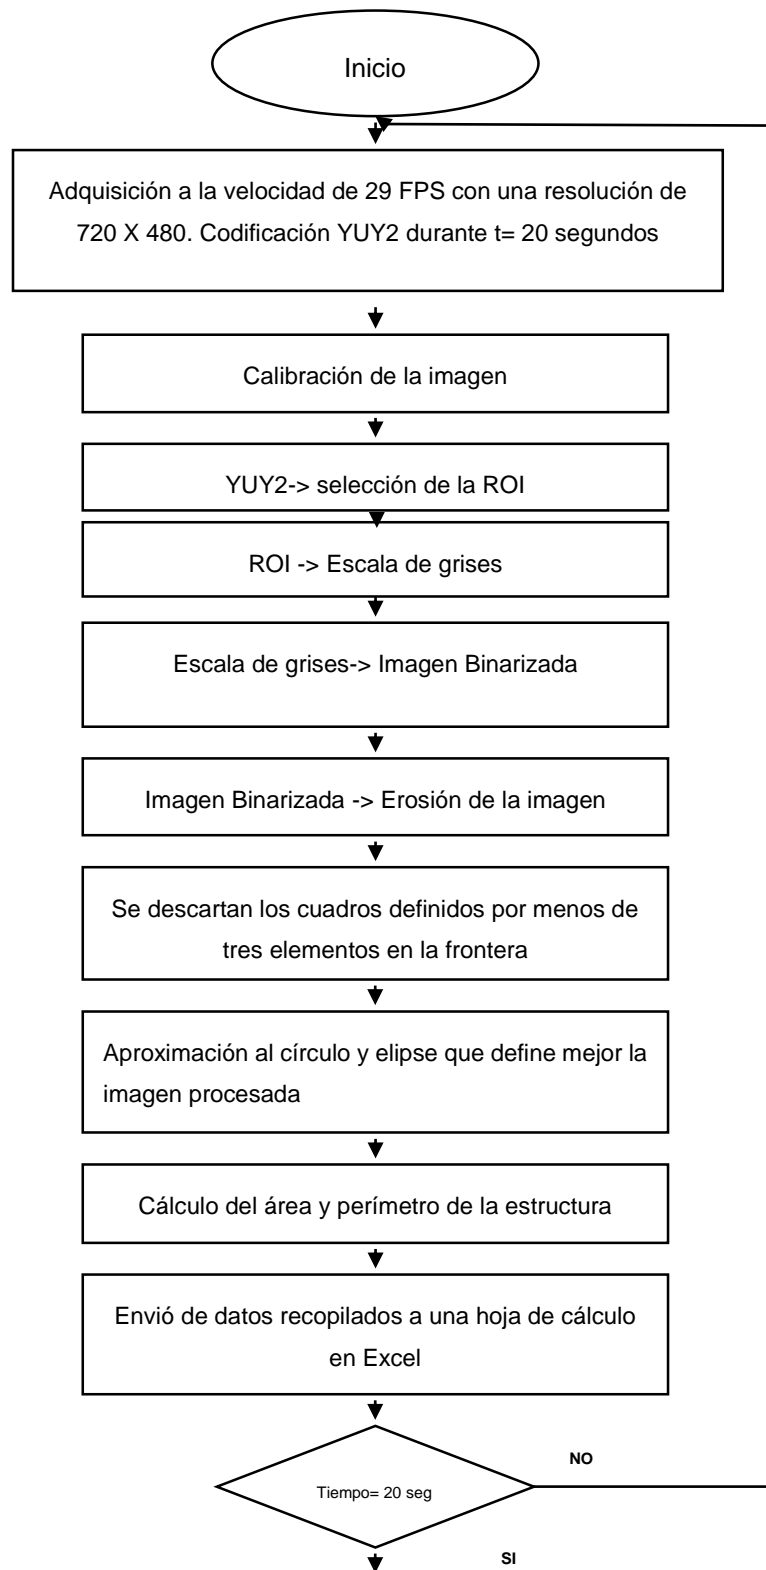 Inicio
Adquisición a la velocidad de 29 FPS con una resolución de
720 X 480. Codificación YUY2 durante t= 20 segundos
Calibración de la imagen
YUY2-> selección de la ROI
ROI -> Escala de grises
Escala de grises-> Imagen Binarizada
Imagen Binarizada -> Erosión de la imagen
Se descartan los cuadros definidos por menos de
tres elementos en la frontera
Aproximación al círculo y elipse que define mejor la
imagen procesada
Cálculo del área y perímetro de la estructura
Envió de datos recopilados a una hoja de cálculo
en Excel
NO
Tiempo= 20 seg
SI